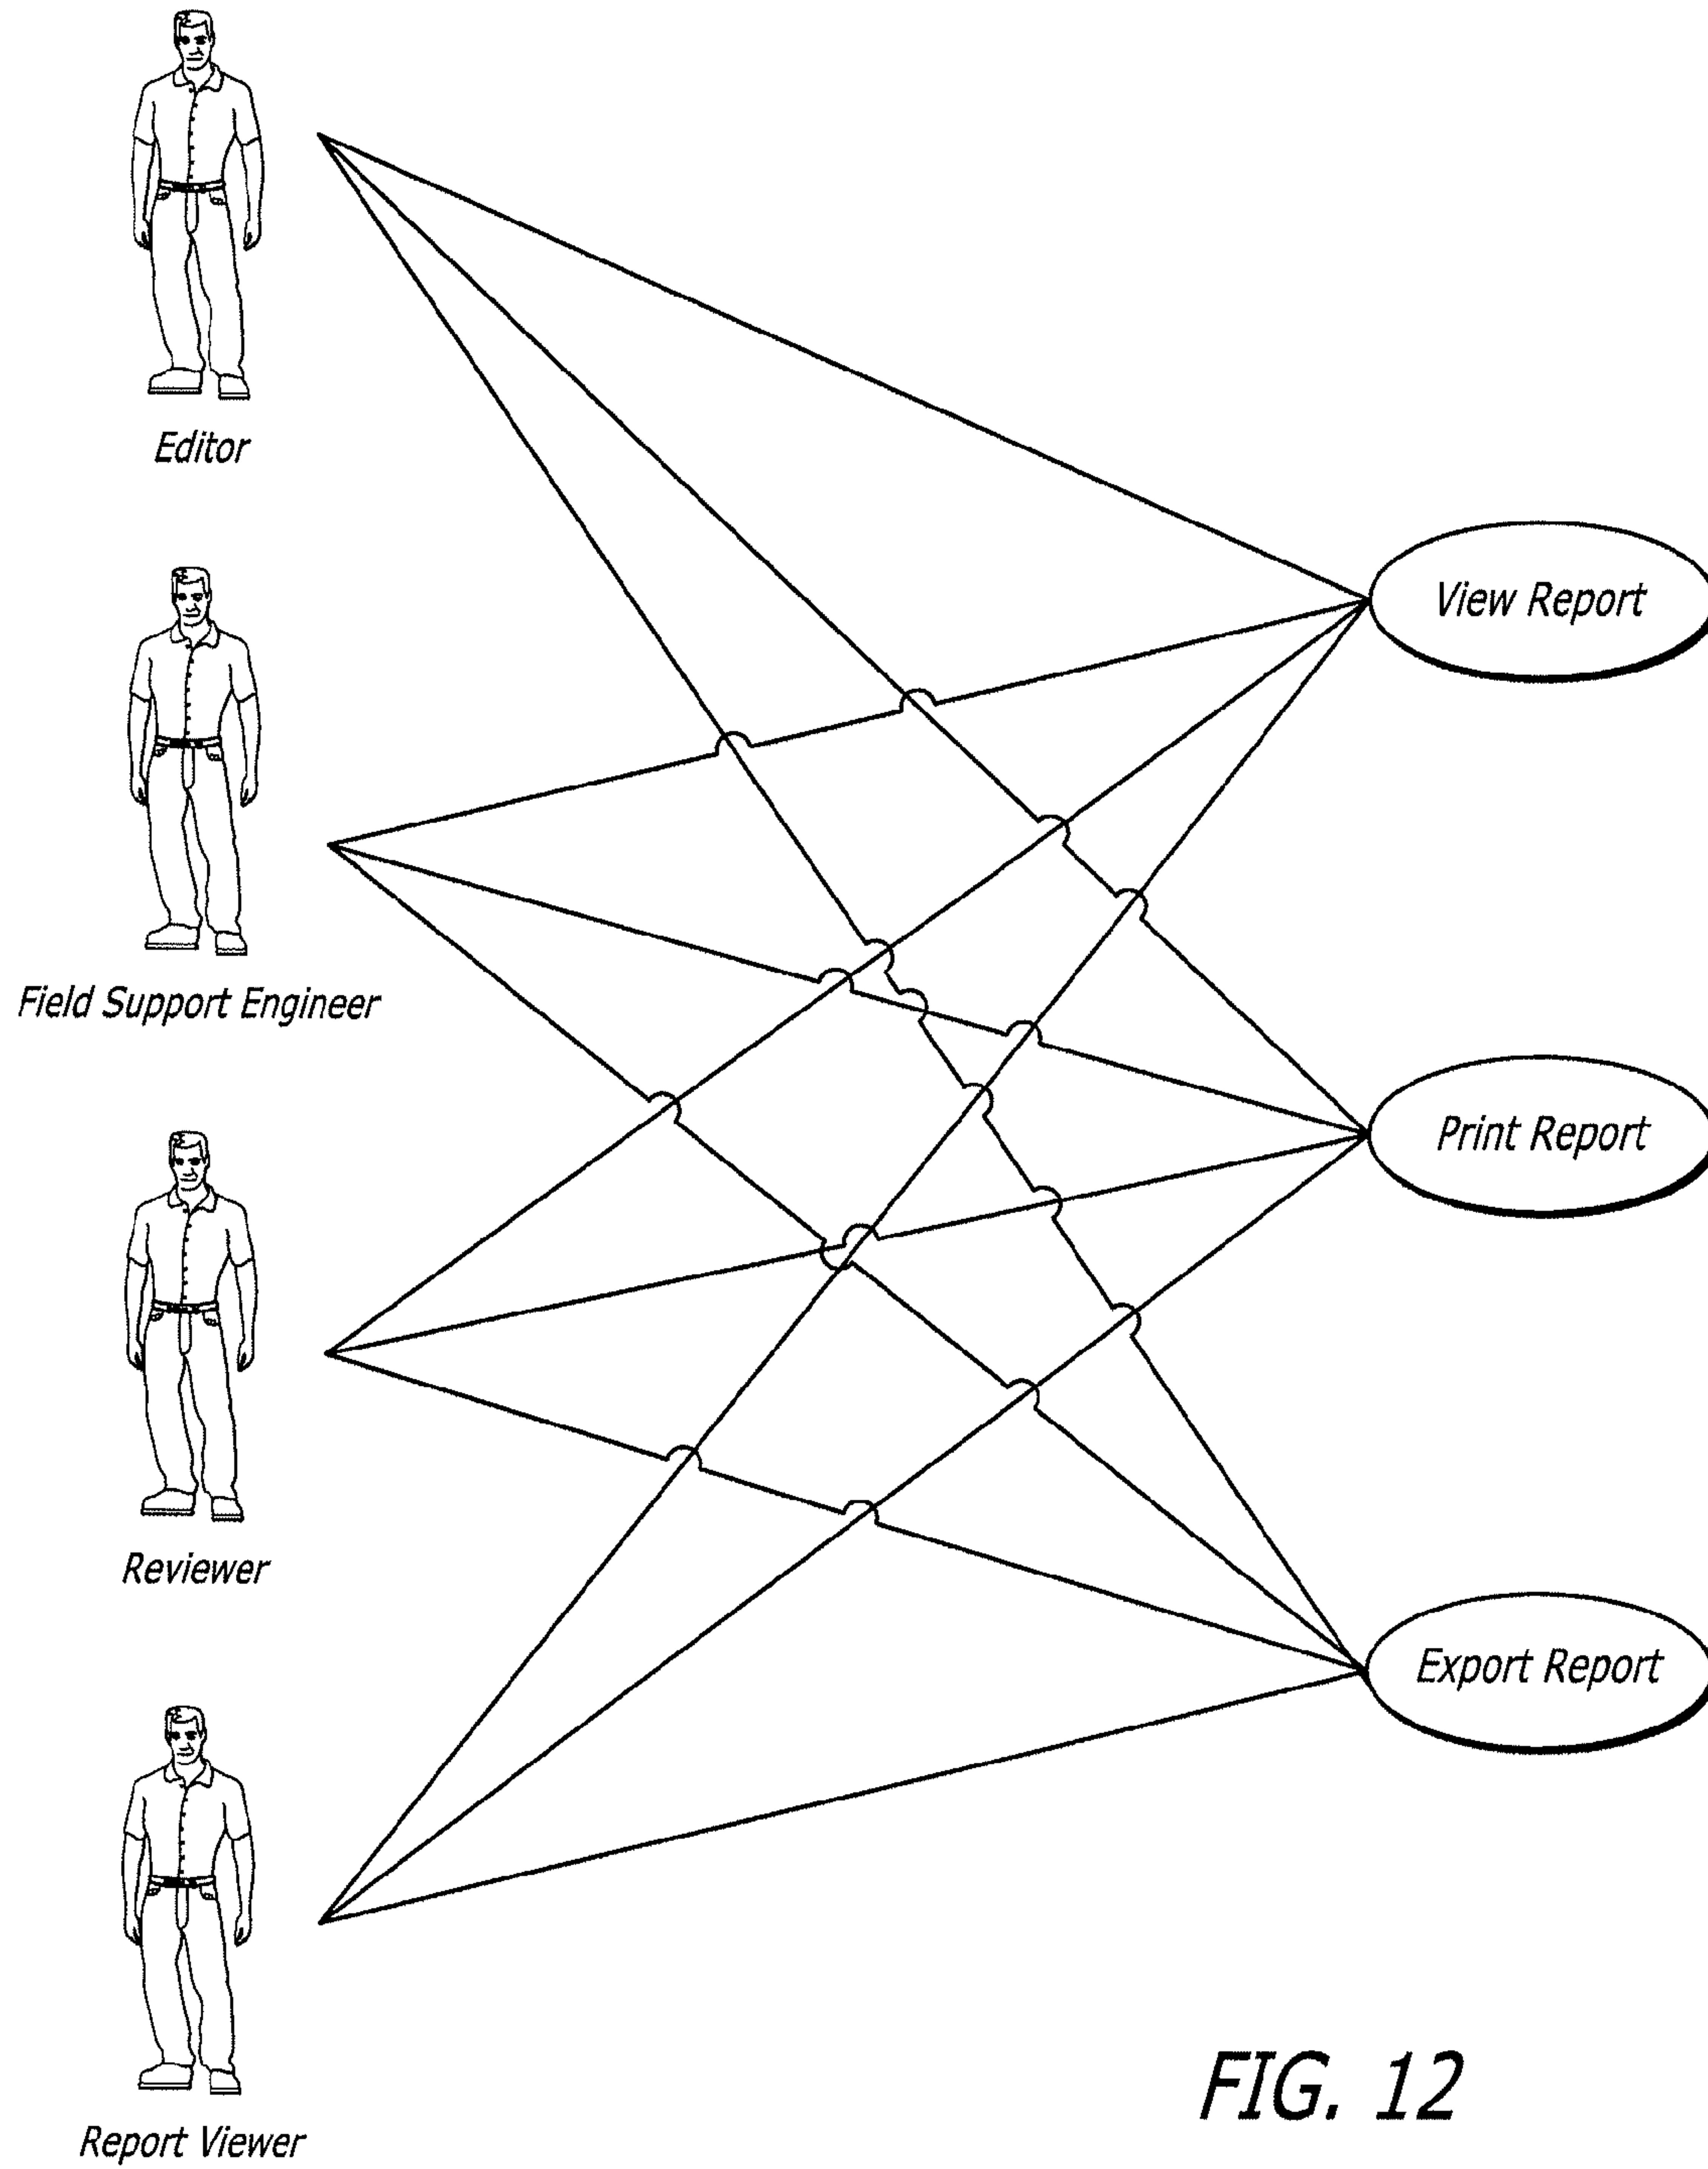 Editor
View Report
Field Support Engineer
Print Report
Reviewer
Export Report
Report Viewer
FIG. 12